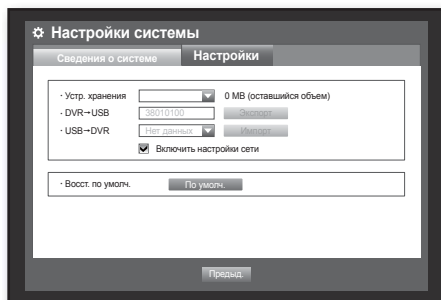 Настройки системы
Сведения о системе Настройки
· Устр. хранения 0 MB (оставшийся объем)
· DVR→USB 38010100 Экспорт
· USB→DVR Нет данных Импорт
Включить настройки сети
· Восст. по умолч. По умолч.
Предыд.